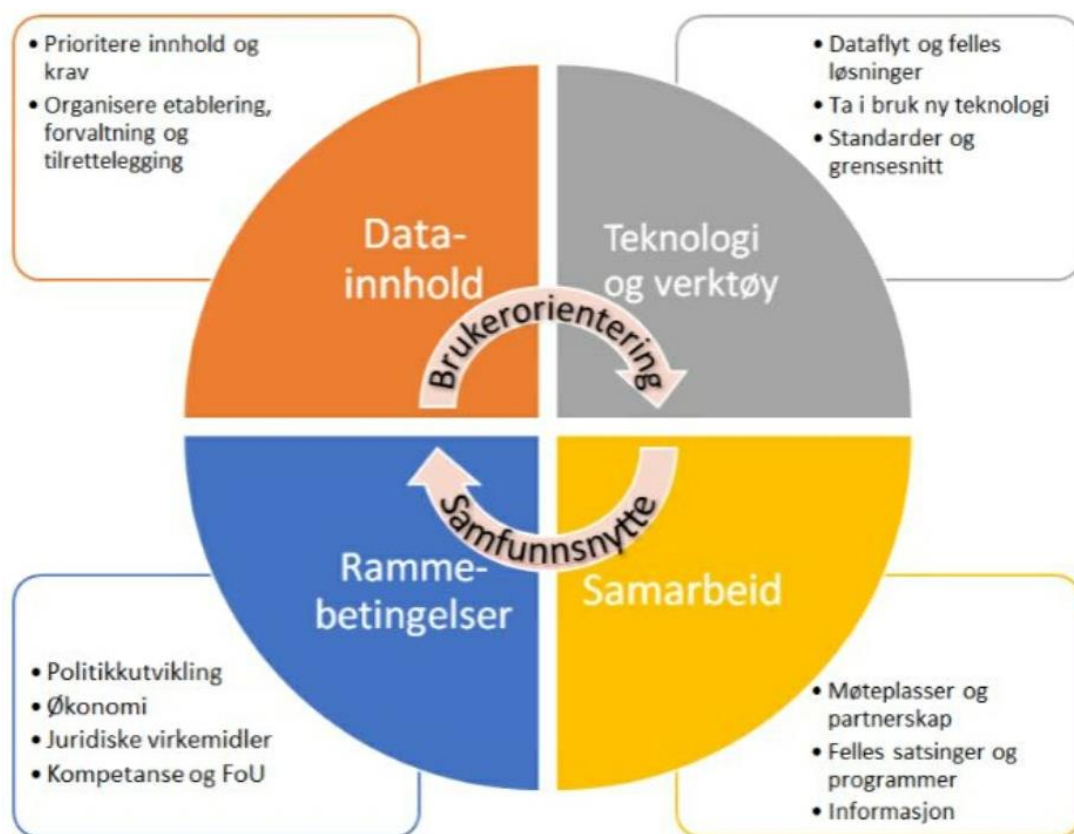 • Prioritere innhold og
krav
• Organisere etablering,
forvaltning og
tilrettelegging
• Dataflyt og felles
løsninger
• Ta i bruk ny teknologi
• Standarder og
grensesnitt
Data-
innhold
Teknologi
og verktøy
Brukerorientering
Samfunnsnytte
Ramme-
betingelser
Samarbeid
• Politikkutvikling
• Økonomi
• Juridiske virkemidler
• Kompetanse og FoU
• Møteplasser og
partnerskap
• Felles satsinger og
programmer
• Informasjon